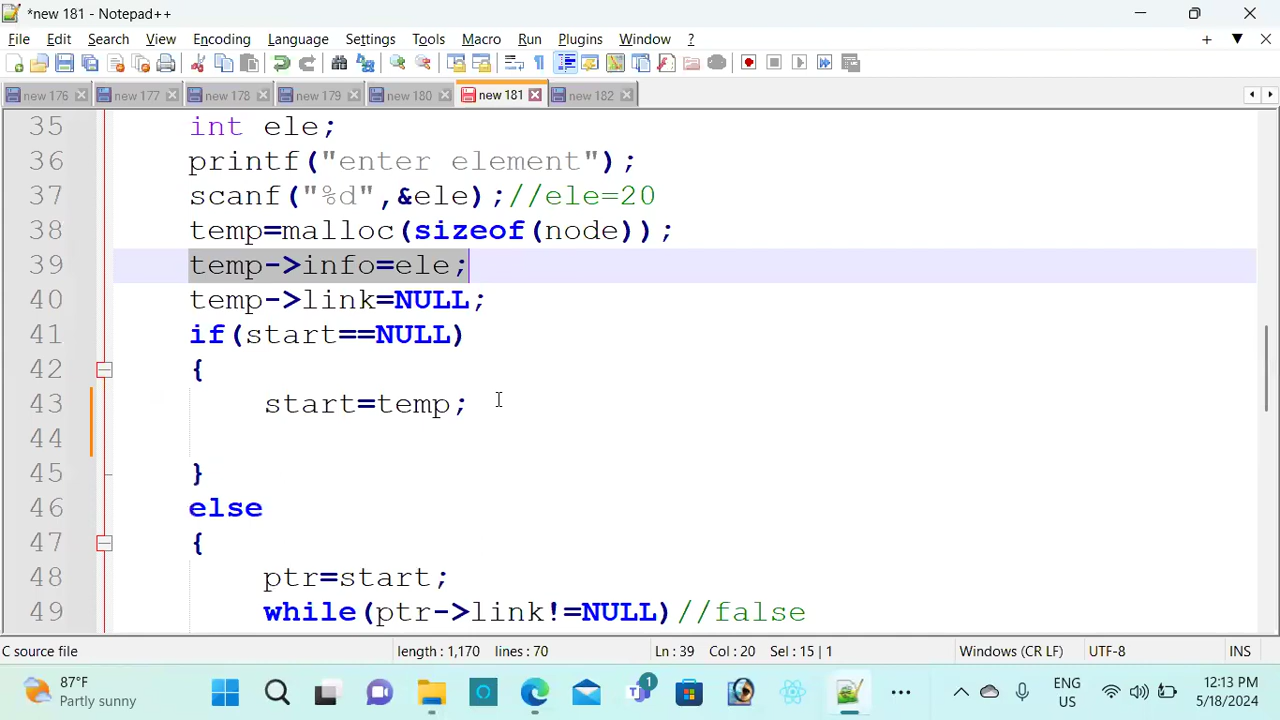 *new 181 - Notepad++
File Edit Search View Encoding Language Settings Tools Macro Run Plugins Window ?
new 176 new 177 new 178 new 179 new 180 new 181 new 182
35 int ele;
36 printf("enter element");
37 scanf("%d",&ele);//ele=20
38 temp=malloc(sizeof(node));
39 temp->info=ele;
40 temp->link=NULL;
41 if(start==NULL)
42 {
43 start=temp;
44
45 }
46 else
47 {
48 ptr=start;
49 while(ptr->link!=NULL)//false
C source file length : 1,170 lines : 70 Ln : 39 Col : 20 Sel : 15 | 1 Windows (CR LF) UTF-8 INS
87°F
Partly sunny
1
ENG
US
12:13 PM
5/18/2024